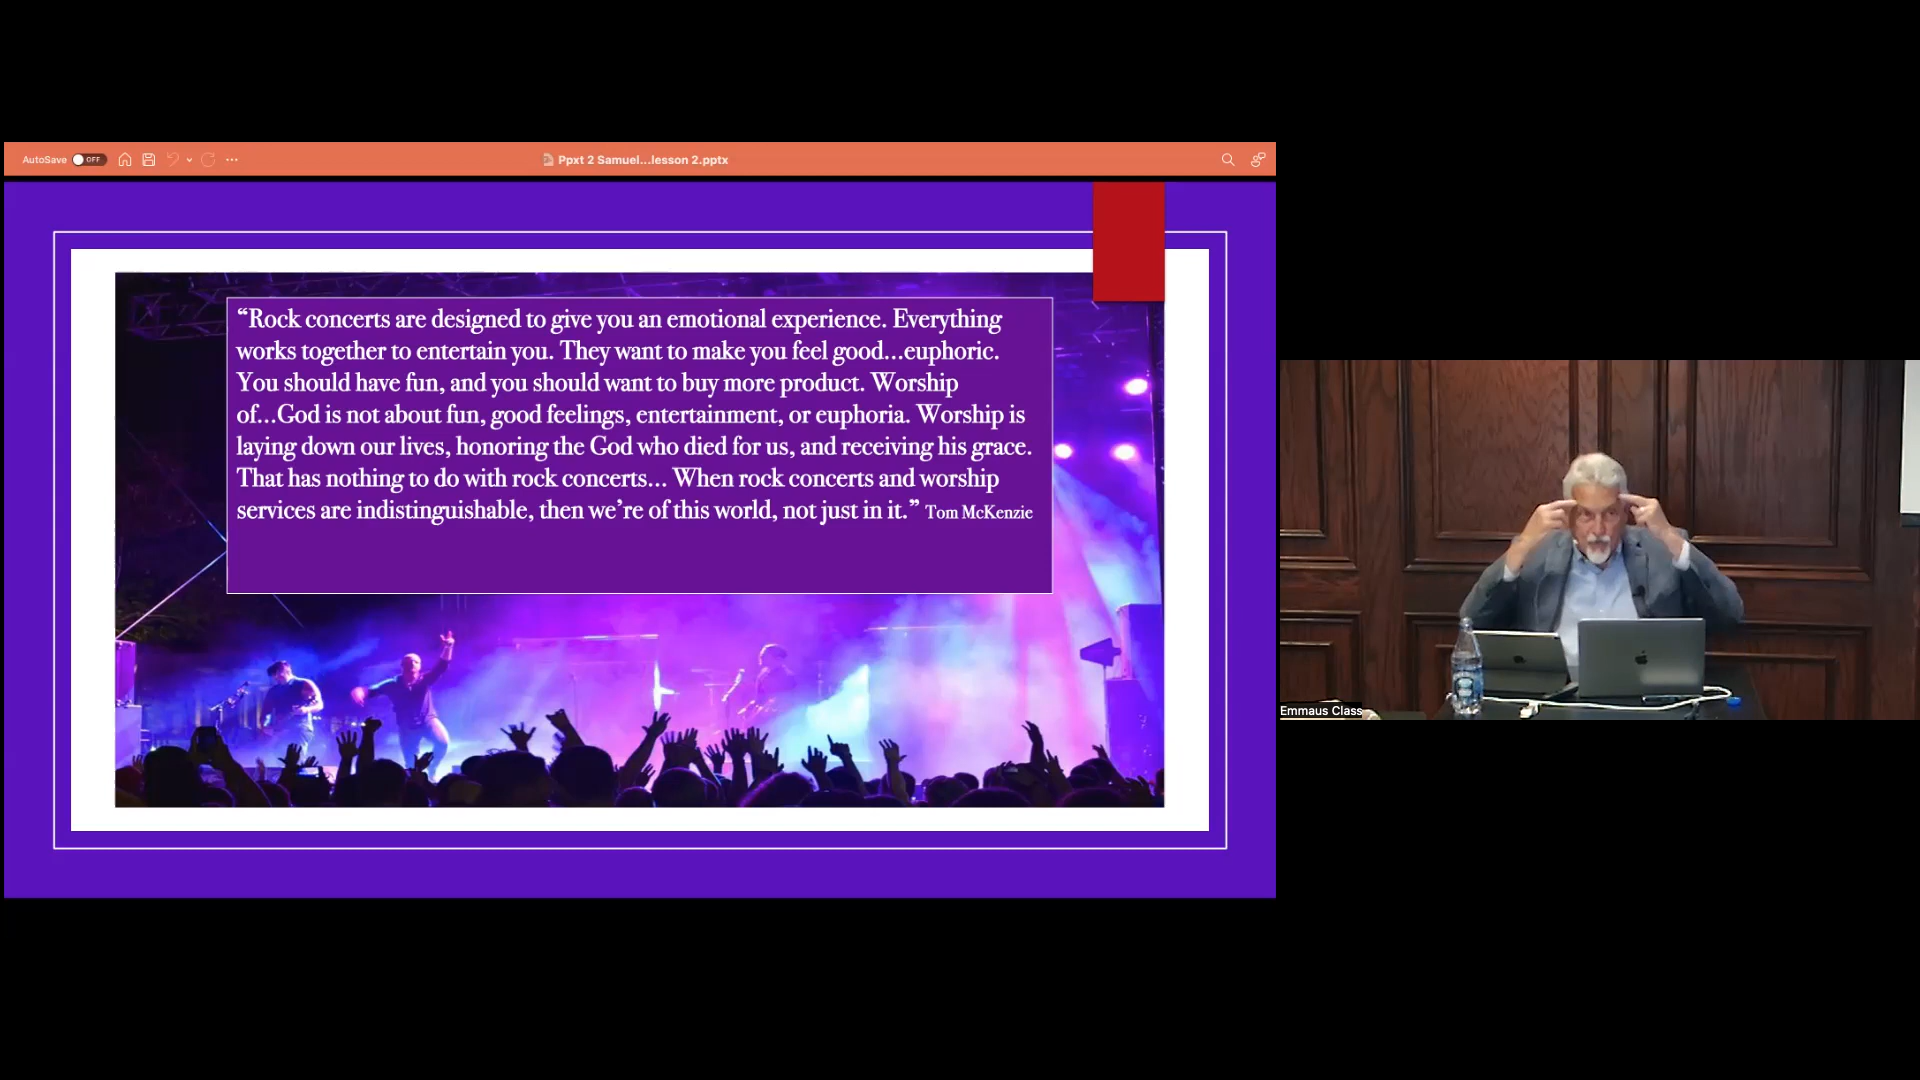 AutoSave OFF
Ppxt 2 Samuel...lesson 2.pptx
“Rock concerts are designed to give you an emotional experience. Everything
works together to entertain you. They want to make you feel good...euphoric.
You should have fun, and you should want to buy more product. Worship
of...God is not about fun, good feelings, entertainment, or euphoria. Worship is
laying down our lives, honoring the God who died for us, and receiving his grace.
That has nothing to do with rock concerts... When rock concerts and worship
services are indistinguishable, then we’re of this world, not just in it.” Tom McKenzie
Emmaus Class